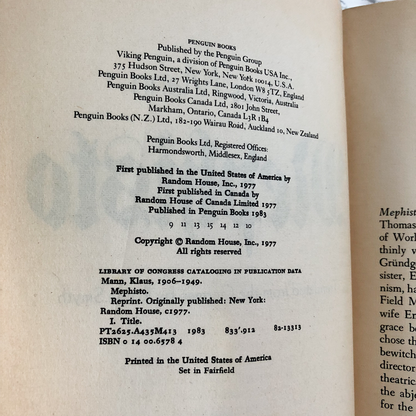 PENGUIN BOOKS
Published by the Penguin Group
Viking Penguin, a division of Penguin Books USA Inc.,
375 Hudson Street, New York, New York 10014, U.S.A.
Penguin Books Ltd, 27 Wrights Lane, London W8 5TZ, England
Penguin Books Australia Ltd, Ringwood, Victoria, Australia
Penguin Books Canada Ltd, 2801 John Street,
Markham, Ontario, Canada L3R 1B4
Penguin Books (N.Z.) Ltd, 182-190 Wairau Road, Auckland 10, New Zealand
Penguin Books Ltd, Registered Offices:
Harmondsworth, Middlesex, England
First published in the United States of America by
Random House, Inc., 1977
First published in Canada by
Random House of Canada Limited 1977
Published in Penguin Books 1983
9 11 13 15 14 12 10
Copyright © Random House, Inc., 1977
All rights reserved
LIBRARY OF CONGRESS CATALOGING IN PUBLICATION DATA
Mann, Klaus, 1906–1949.
Mephisto.
Reprint. Originally published: New York:
Random House, c1977.
I. Title.
PT2625.A435M413 1983 833'.912 82-13313
ISBN 0 14 00.6578 4
Printed in the United States of America
Set in Fairfield
Mephist
Thomas
of Worl
thinly v
Gründg
sister, E
nism, ha
Field M
wife Er
grace b
chose th
bewitch
director
theatric
the abj
for the